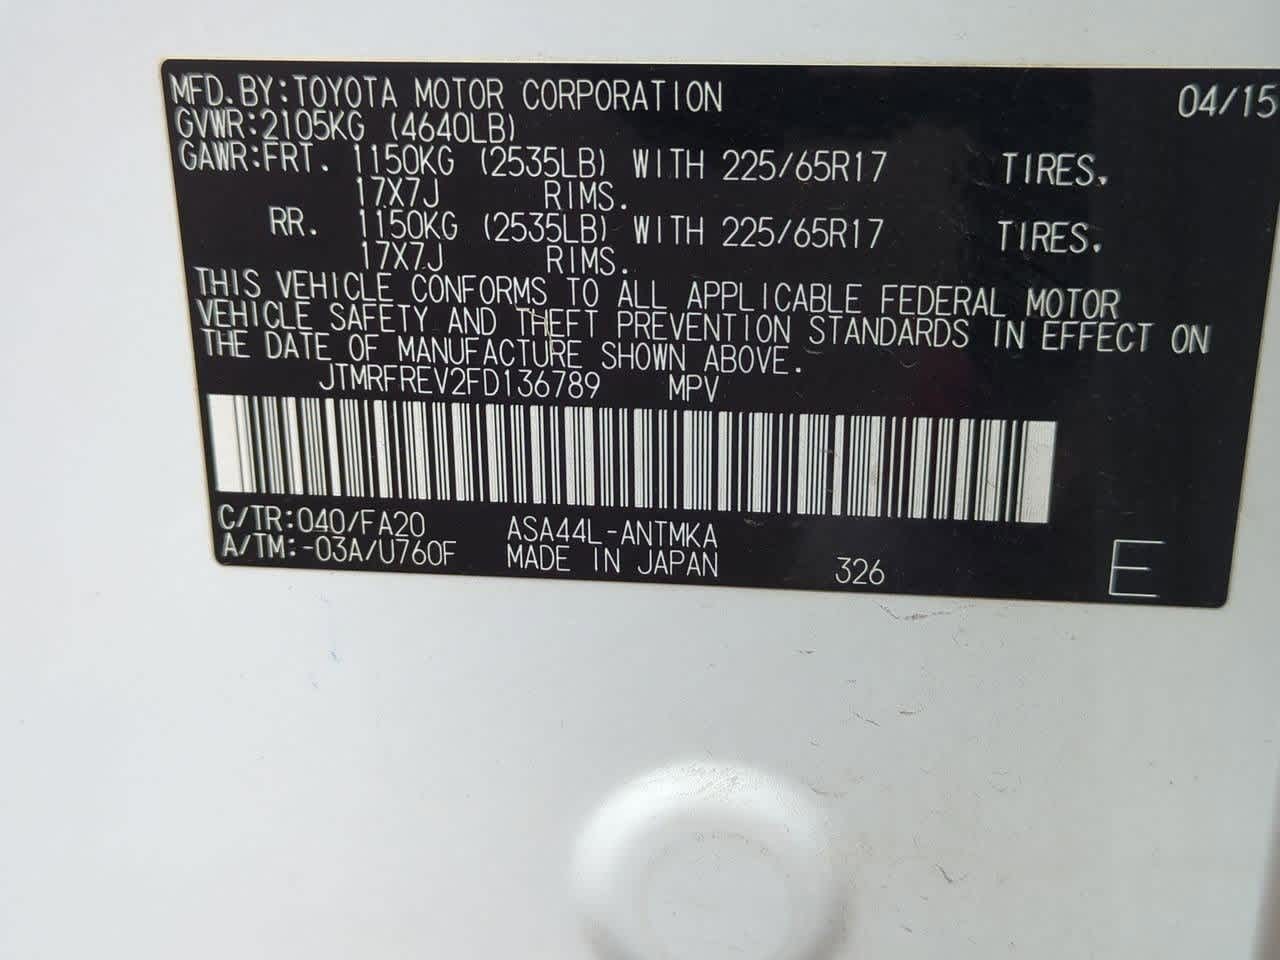 MFD.BY:TOYOTA MOTOR CORPORATION 04/15
GVWR:2105KG (4640LB)
GAWR:FRT. 1150KG (2535LB) WITH 225/65R17 TIRES.
17X7J RIMS.
RR. 1150KG (2535LB) WITH 225/65R17 TIRES.
17X7J RIMS.
THIS VEHICLE CONFORMS TO ALL APPLICABLE FEDERAL MOTOR
VEHICLE SAFETY AND THEFT PREVENTION STANDARDS IN EFFECT ON
THE DATE OF MANUFACTURE SHOWN ABOVE.
JTMRFREV2FD136789 MPV
C/TR:040/FA20 ASA44L-ANTMKA
A/TM:-03A/U760F MADE IN JAPAN 326 E